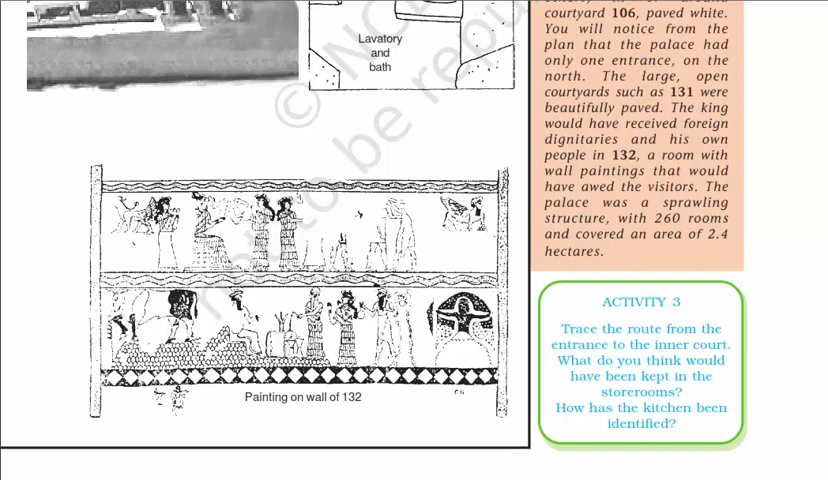 Lavatory
and
bath
courtyard 106, paved white.
You will notice from the
plan that the palace had
only one entrance, on the
north. The large, open
courtyards such as 131 were
beautifully paved. The king
would have received foreign
dignitaries and his own
people in 132, a room with
wall paintings that would
have awed the visitors. The
palace was a sprawling
structure, with 260 rooms
and covered an area of 2.4
hectares.
Painting on wall of 132
ACTIVITY 3
Trace the route from the
entrance to the inner court.
What do you think would
have been kept in the
storerooms?
How has the kitchen been
identified?
© NC
not to be repu